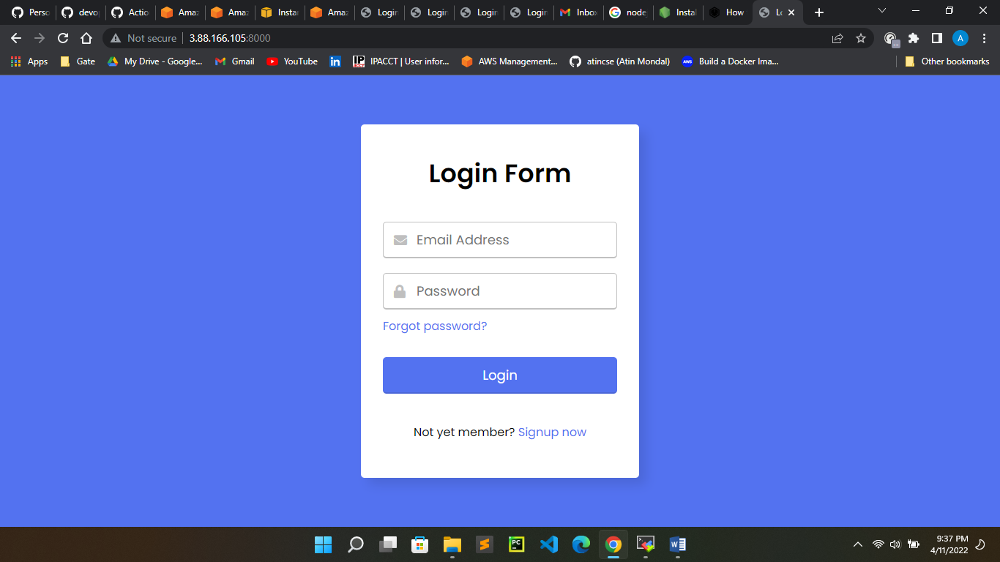 Perso devop Actio Amaz Amaz Instar Amaz Login Login Login Login Inbox node Instal How Lo
Not secure 3.88.166.105:8000 A
Apps Gate My Drive - Google... Gmail YouTube IPACCT | User infor... AWS Management... atincse (Atin Mondal) Build a Docker Ima... Other bookmarks
Login Form
Email Address
Password
Forgot password?
Login
Not yet member? Signup now
9:37 PM
4/11/2022